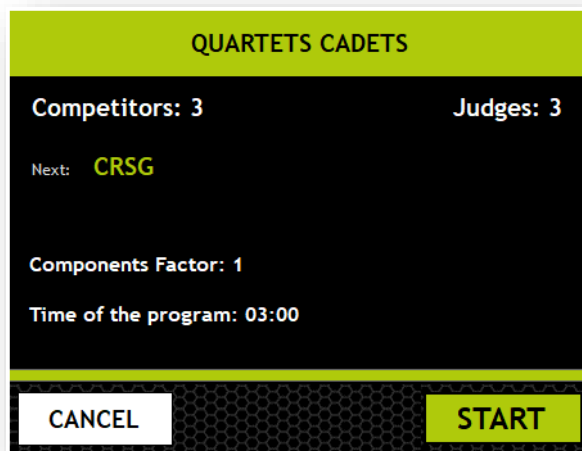 QUARTETS CADETS
Competitors: 3 Judges: 3
Next: CRSG
Components Factor: 1
Time of the program: 03:00
CANCEL START